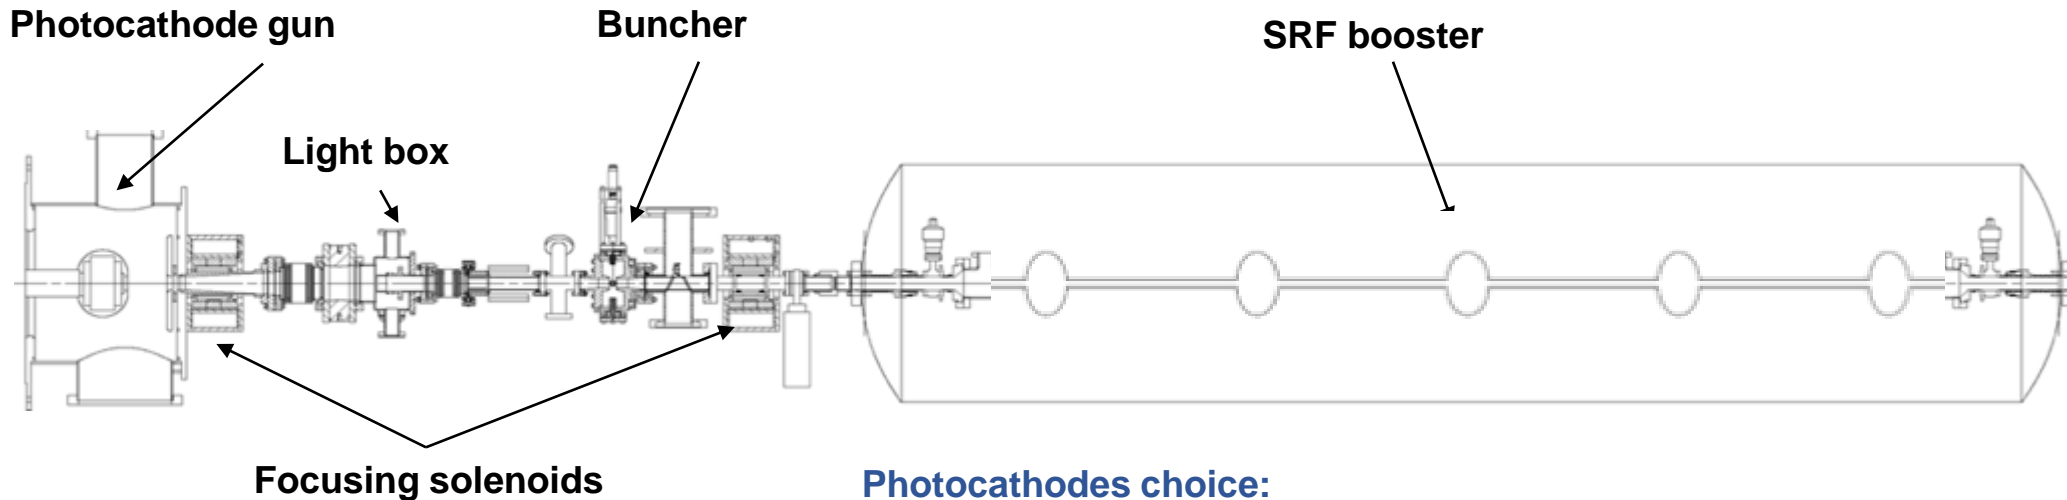 Photocathode gun
Buncher
SRF booster
Light box
Focusing solenoids
Photocathodes choice: